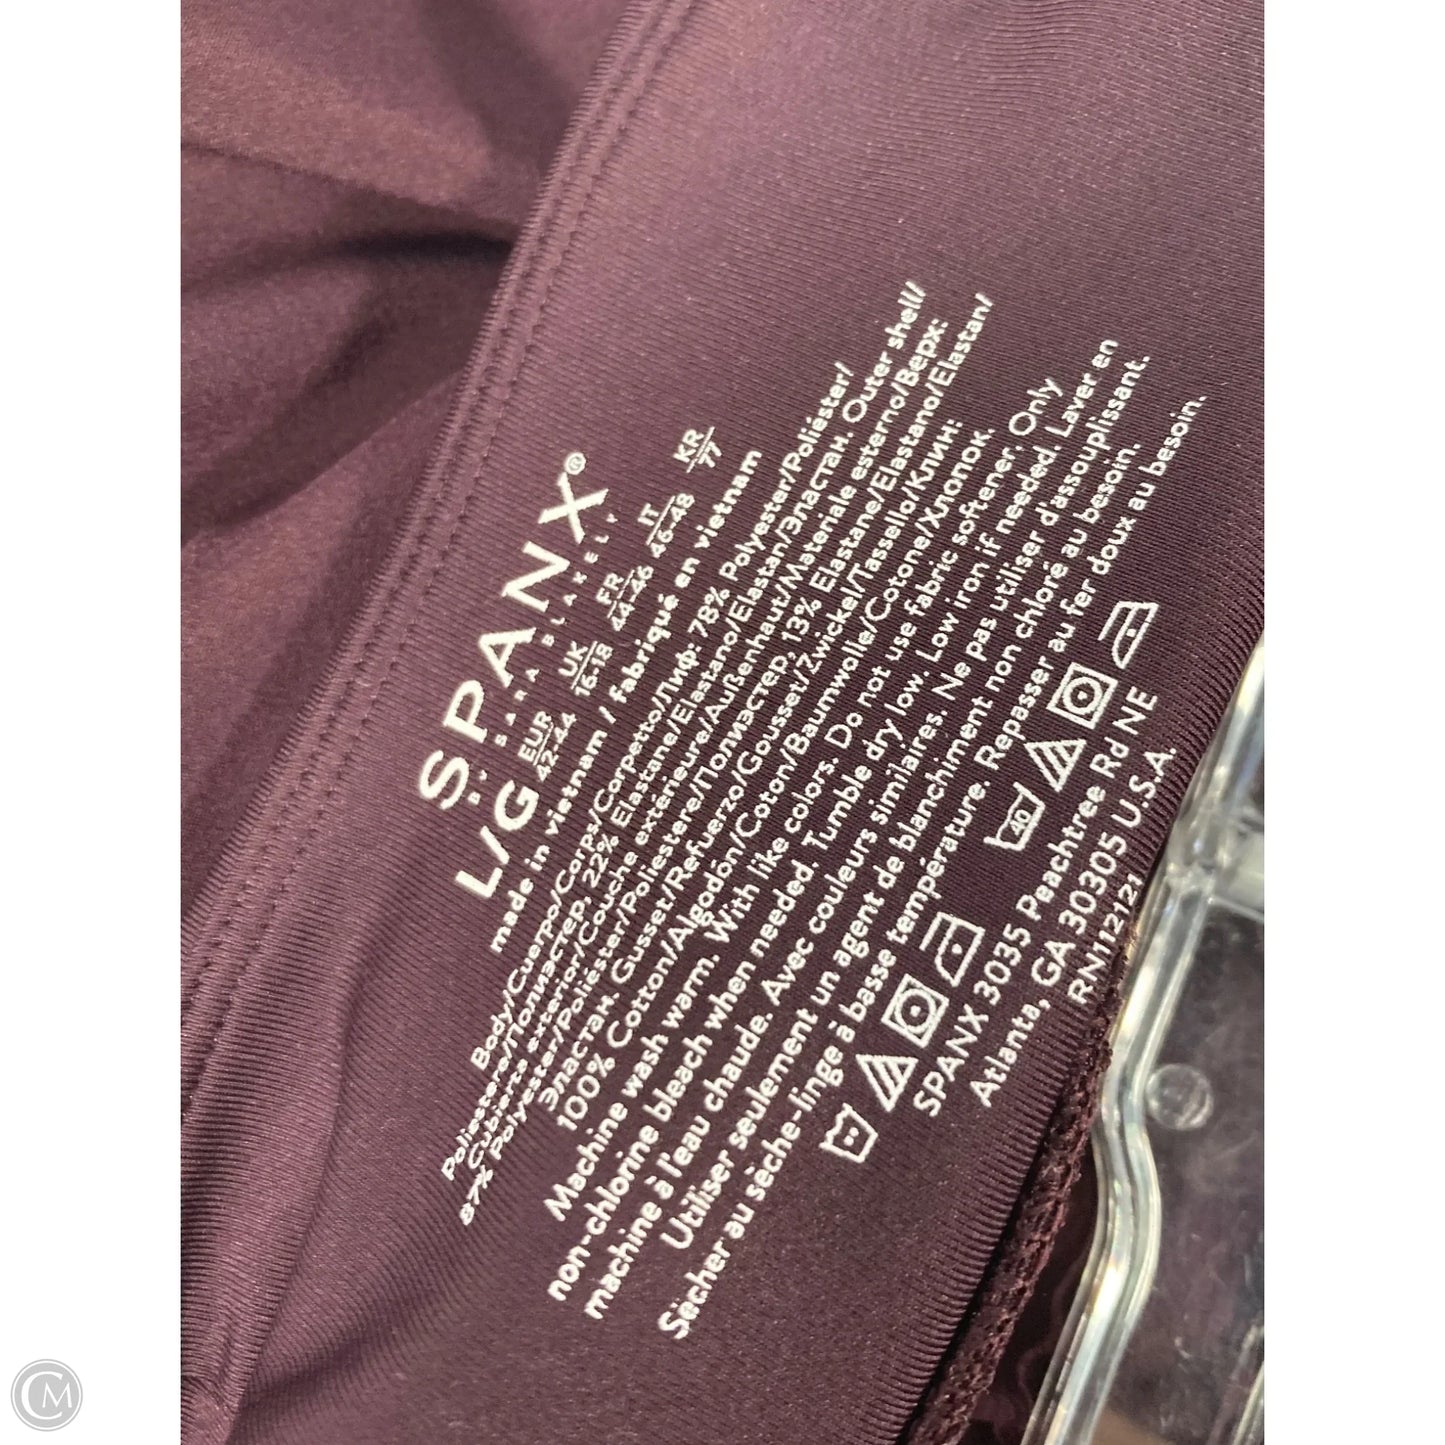 SPANX®
BY SARA BLAKELY
L/G
EUR UK FR IT KR
42-44 16-18 44-46 46-48 77
made in vietnam / fabriqué en vietnam
Body/Cuerpo/Corps/Corpetto/Лиф: 78% Polyester/Poliéster/
Poliestere/Полиэстер, 22% Elastane/Elastano/Elastan/Эластан. Outer shell/
Cubierta exterior/Couche extérieure/Außenhaut/Materiale esterno/Верх:
87% Polyester/Poliéster/Poliestere/Полиэстер, 13% Elastane/Elastano/Elastan/
Эластан. Gusset/Refuerzo/Gousset/Zwickel/Tassello/Клин:
100% Cotton/Algodón/Coton/Baumwolle/Cotone/Хлопок.
Machine wash warm. With like colors. Do not use fabric softener. Only
non-chlorine bleach when needed. Tumble dry low. Low iron if needed. Laver en
machine à l'eau chaude. Avec couleurs similaires. Ne pas utiliser d'assouplissant.
Utiliser seulement un agent de blanchiment non chloré au besoin.
Sécher au sèche-linge à basse température. Repasser au fer doux au besoin.
40
SPANX 3035 Peachtree Rd NE
Atlanta, GA 30305 U.S.A.
RN112121
CM